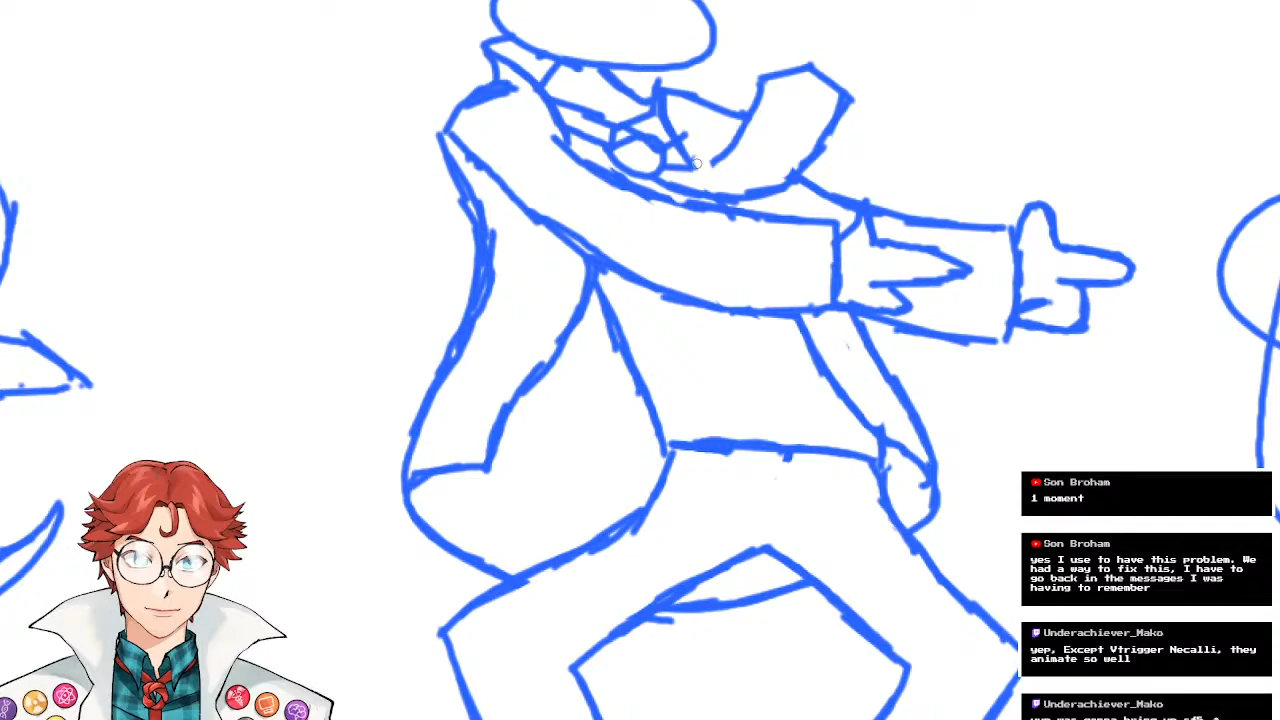 Son Broham
1 moment
Son Broham
yes I use to have this problem. We
had a way to fix this, I have to
go back in the messages I was
having to remember
Underachiever_Mako
yep, Except Vtrigger Necalli, they
animate so well
Underachiever_Mako